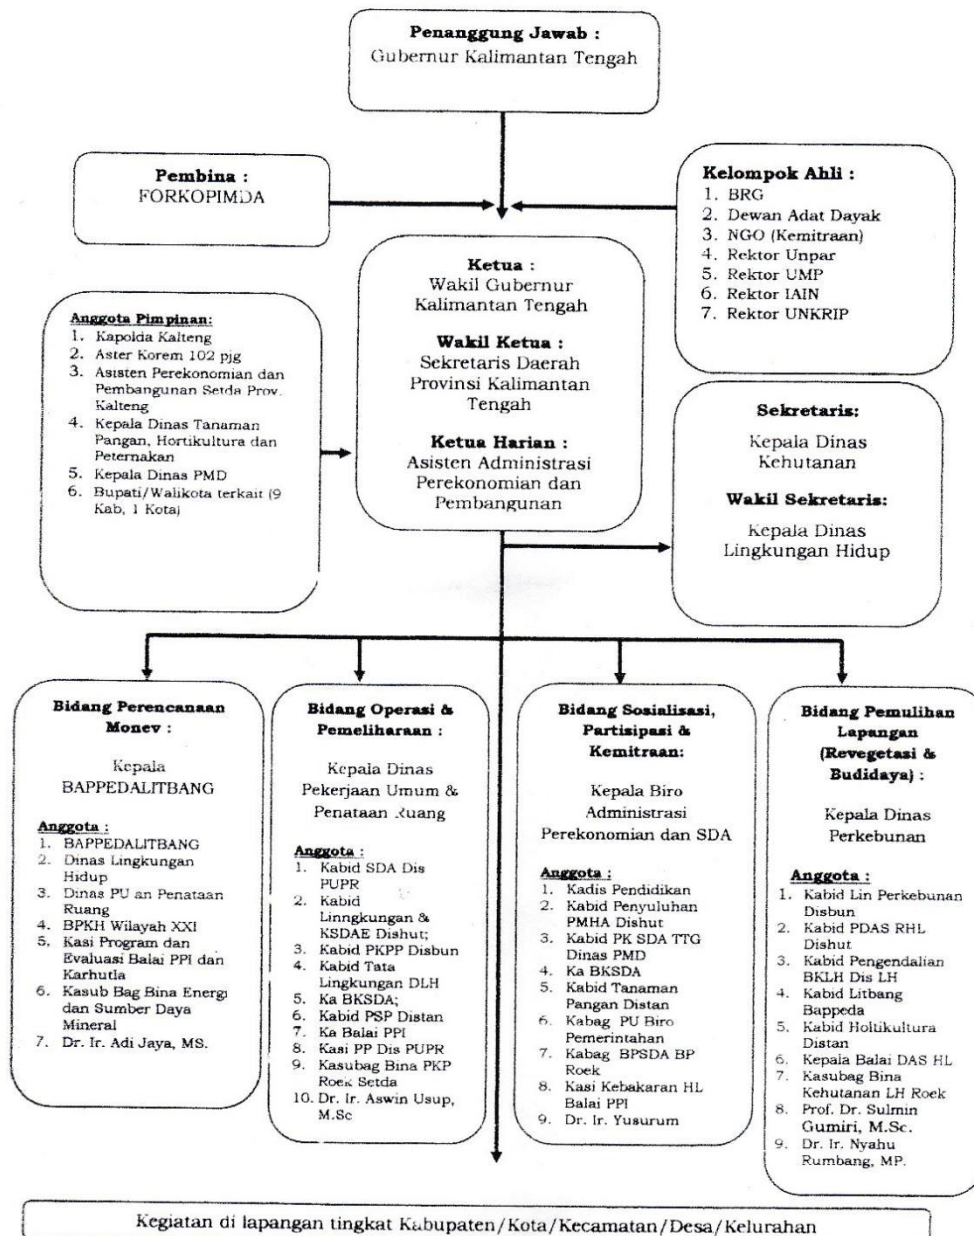 Penanggung Jawab :
Gubernur Kalimantan Tengah
Pembina :
FORKOPIMDA
Kelompok Ahli :
1. BRG
2. Dewan Adat Dayak
3. NGO (Kemitraan)
4. Rektor Unpar
5. Rektor UMP
6. Rektor IAIN
7. Rektor UNKRIP
Ketua :
Wakil Gubernur
Kalimantan Tengah
Wakil Ketua :
Sekretaris Daerah
Provinsi Kalimantan
Tengah
Ketua Harian :
Asisten Administrasi
Perekonomian dan
Pembangunan
Anggota Pimpinan:
1. Kapolda Kalteng
2. Aster Korem 102 pjg
3. Asisten Perekonomian dan
Pembangunan Setda Prov.
Kalteng
4. Kepala Dinas Tanaman
Pangan, Hortikultura dan
Peternakan
5. Kepala Dinas PMD
6. Bupati/Walikota terkait (9
Kab, 1 Kota)
Sekretaris:
Kepala Dinas
Kehutanan
Wakil Sekretaris:
Kepala Dinas
Lingkungan Hidup
Bidang Perencanaan
Monev :
Kepala
BAPPEDALITBANG
Anggota :
1. BAPPEDALITBANG
2. Dinas Lingkungan
Hidup
3. Dinas PU an Penataan
Ruang
4. BPKH Wilayah XXI
5. Kasi Program dan
Evaluasi Balai PPI dan
Karhutla
6. Kasub Bag Bina Energi
dan Sumber Daya
Mineral
7. Dr. Ir. Adi Jaya, MS.
Bidang Operasi &
Pemeliharaan :
Kepala Dinas
Pekerjaan Umum &
Penataan Ruang
Anggota :
1. Kabid SDA Dis
PUPR
2. Kabid
Linngkungan &
KSDAE Dishut;
3. Kabid PKPP Disbun
4. Kabid Tata
Lingkungan DLH
5. Ka BKSDA;
6. Kabid PSP Distan
7. Ka Balai PPI
8. Kasi PP Dis PUPR
9. Kasubag Bina PKP
Roek Setda
10. Dr. Ir. Aswin Usup,
M.Sc
Bidang Sosialisasi,
Partisipasi &
Kemitraan:
Kepala Biro
Administrasi
Perekonomian dan SDA
Anggota :
1. Kadis Pendidikan
2. Kabid Penyuluhan
PMHA Dishut
3. Kabid PK SDA TTG
Dinas PMD
4. Ka BKSDA
5. Kabid Tanaman
Pangan Distan
6. Kabag PU Biro
Pemerintahan
7. Kabag BPSDA BP
Roek
8. Kasi Kebakaran HL
Balai PPI
9. Dr. Ir. Yusurum
Bidang Pemulihan
Lapangan
(Revegetasi &
Budidaya) :
Kepala Dinas
Perkebunan
Anggota :
1. Kabid Lin Perkebunan
Disbun
2. Kabid PDAS RHL
Dishut
3. Kabid Pengendalian
BKLH Dis LH
4. Kabid Litbang
Bappeda
5. Kabid Holtikultura
Distan
6. Kepala Balai DAS HL
7. Kasubag Bina
Kehutanan LH Roek
8. Prof. Dr. Sulmin
Gumiri, M.Sc.
9. Dr. Ir. Nyahu
Rumbang, MP.
Kegiatan di lapangan tingkat Kabupaten/Kota/Kecamatan/Desa/Kelurahan